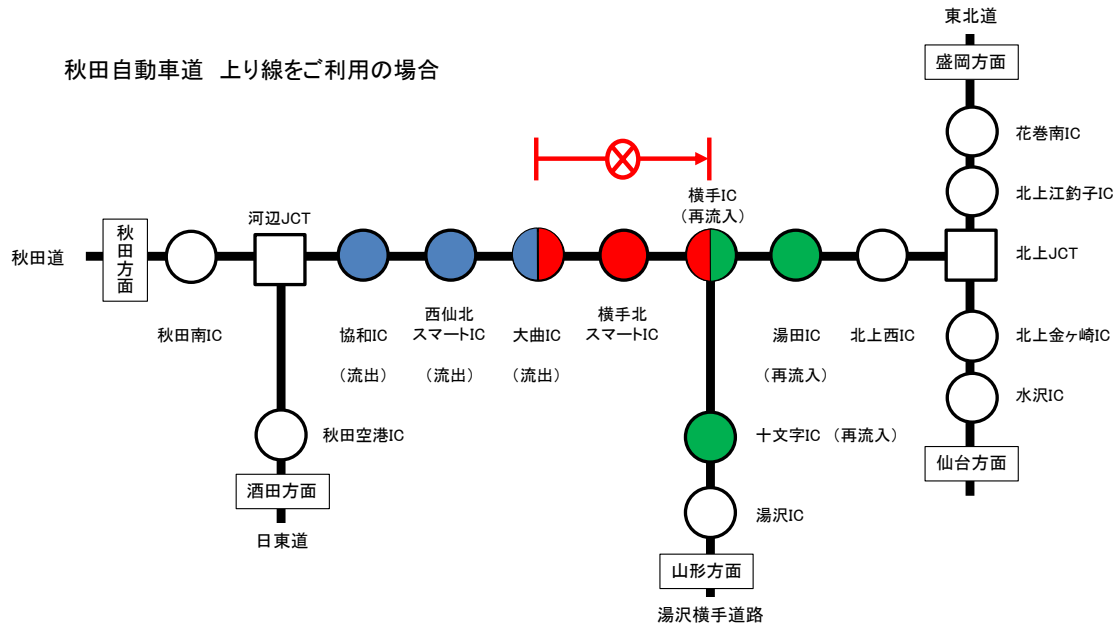 東北道
秋田自動車道 上り線をご利用の場合
盛岡方面
花巻南IC
北上江釣子IC
横手IC
(再流入)
河辺JCT
秋田道
秋田方面
北上JCT
秋田南IC
協和IC
(流出)
西仙北
スマートIC
(流出)
大曲IC
(流出)
横手北
スマートIC
湯田IC
(再流入)
北上西IC
北上金ヶ崎IC
水沢IC
仙台方面
秋田空港IC
酒田方面
日東道
十文字IC (再流入)
湯沢IC
山形方面
湯沢横手道路